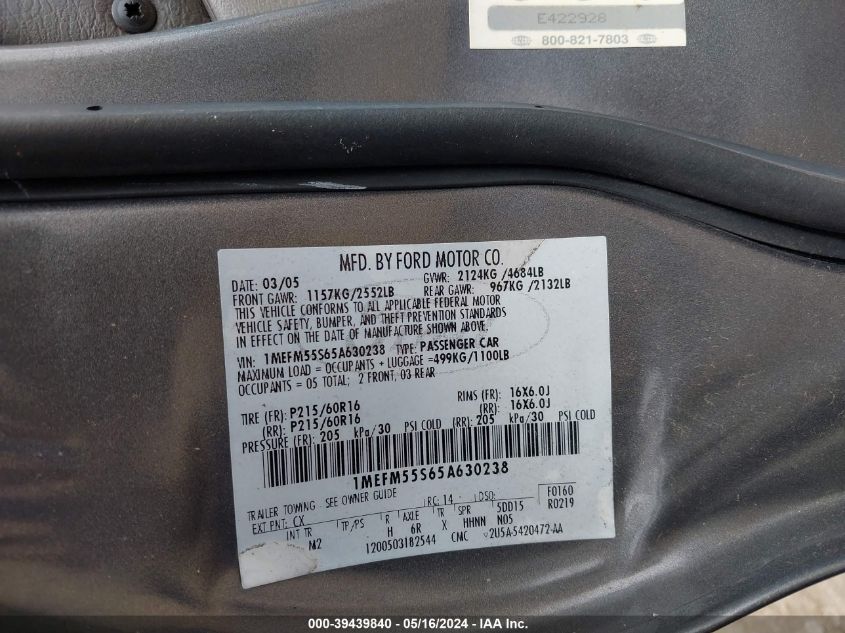 E422928
800-821-7803
MFD. BY FORD MOTOR CO.
DATE: 03/05 GVWR: 2124KG /4684LB
FRONT GAWR: 1157KG/2552LB REAR GAWR: 967KG /2132LB
THIS VEHICLE CONFORMS TO ALL APPLICABLE FEDERAL MOTOR
VEHICLE SAFETY, BUMPER, AND THEFT PREVENTION STANDARDS
IN EFFECT ON THE DATE OF MANUFACTURE SHOWN ABOVE.
VIN: 1MEFM55S65A630238 TYPE: PASSENGER CAR
MAXIMUM LOAD = OCCUPANTS + LUGGAGE =499KG/1100LB
OCCUPANTS = 05 TOTAL; 2 FRONT, 03 REAR
TIRE (FR): P215/60R16 RIMS (FR): 16X6.0J
(RR): P215/60R16 (RR): 16X6.0J
PRESSURE (FR): 205 kPa/30 PSI COLD (RR): 205 kPa/30 PSI COLD
1MEFM55S65A630238
TRAILER TOWING SEE OWNER GUIDE RC: 14 DSO: F0160
EXT PNT: CX 5DD15 R0219
INT TR TP/PS R AXLE TR SPR
M2 H 6R X HHNN N05
1200503182544 CMC 2U5A-5420472-AA
000-39439840 / 05/16/2024 / IAA Inc.